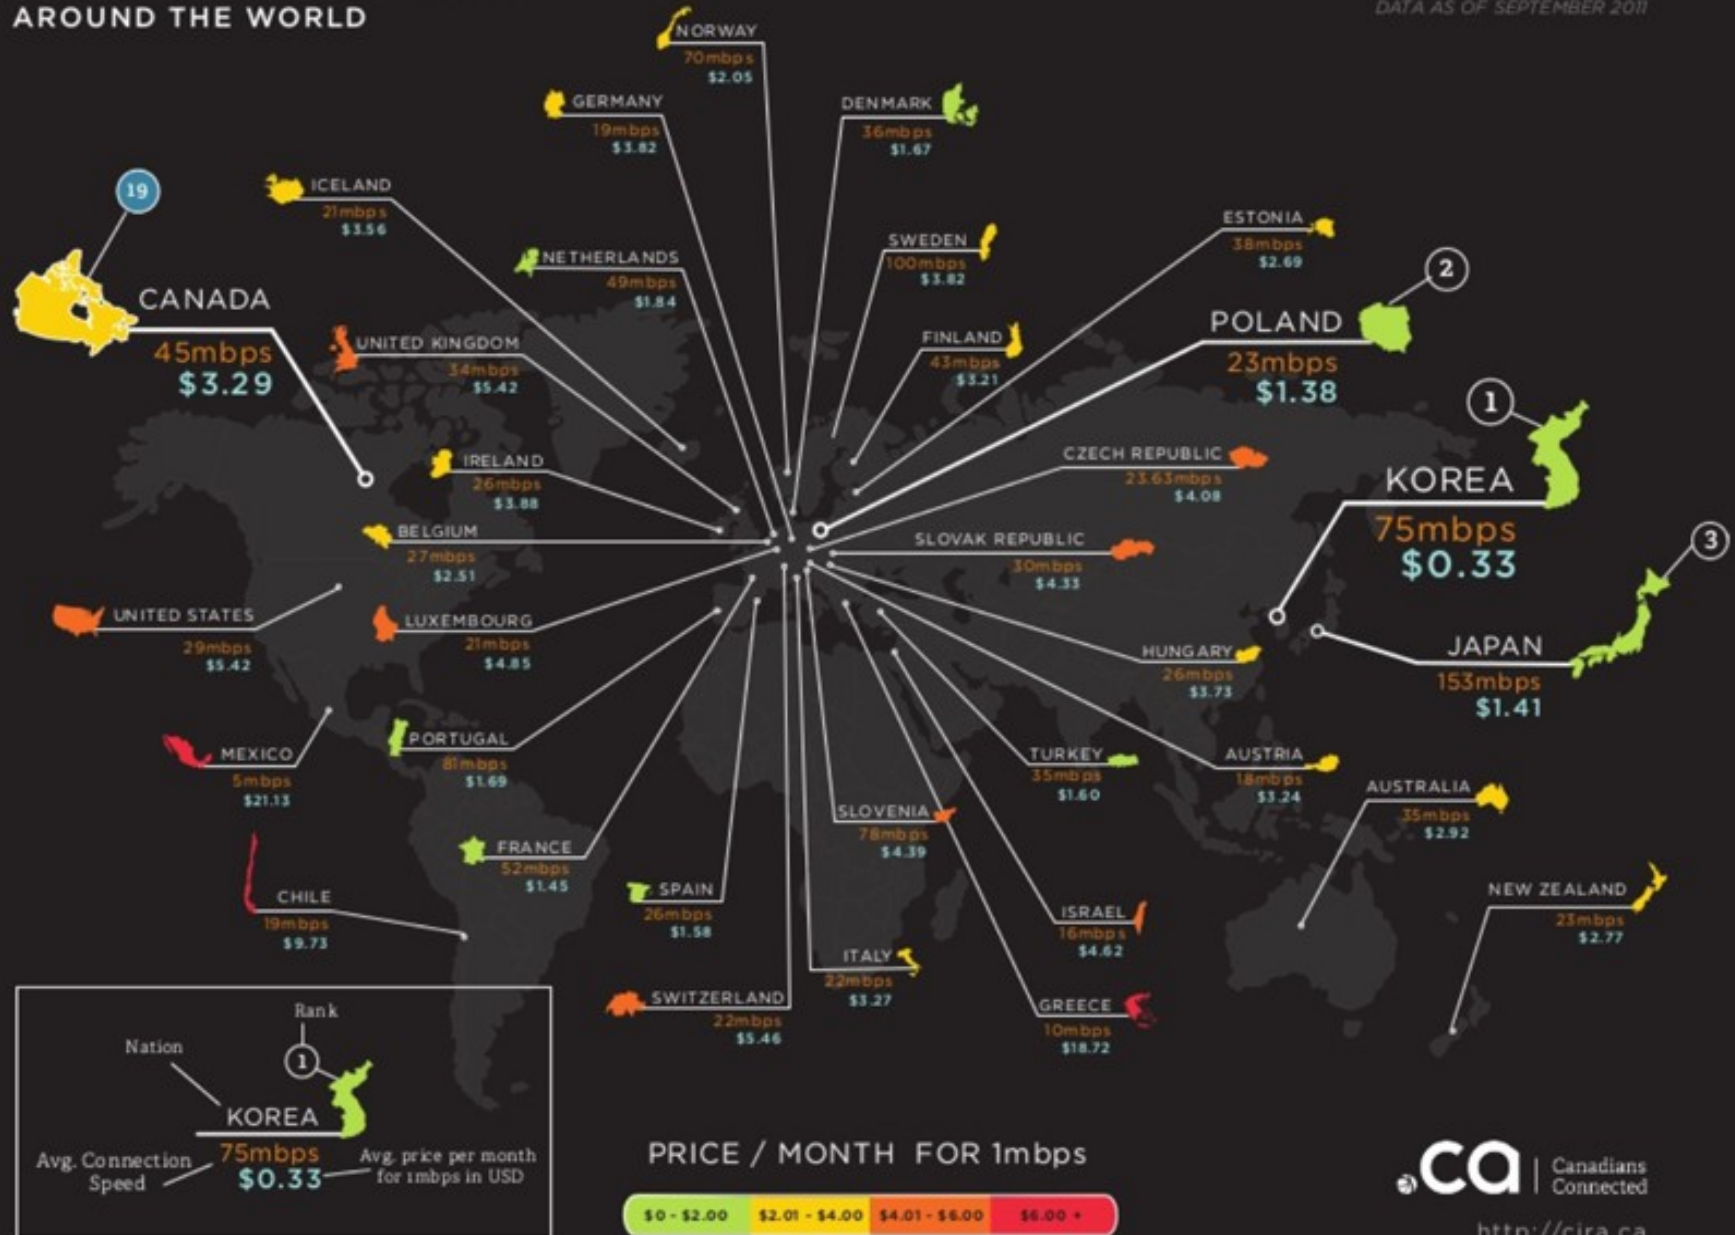 AROUND THE WORLD
DATA AS OF SEPTEMBER 2011
NORWAY
70mbps
$2.05
GERMANY
19mbps
$3.82
DENMARK
36mbps
$1.67
19
CANADA
45mbps
$3.29
ICELAND
21mbps
$3.56
NETHERLANDS
49mbps
$1.84
SWEDEN
100mbps
$3.82
ESTONIA
38mbps
$2.69
2
POLAND
23mbps
$1.38
UNITED KINGDOM
34mbps
$5.42
FINLAND
43mbps
$3.21
1
KOREA
75mbps
$0.33
IRELAND
26mbps
$3.88
CZECH REPUBLIC
23.63mbps
$4.08
BELGIUM
27mbps
$2.51
SLOVAK REPUBLIC
30mbps
$4.33
3
JAPAN
153mbps
$1.41
UNITED STATES
29mbps
$5.42
LUXEMBOURG
21mbps
$4.85
HUNGARY
26mbps
$3.73
MEXICO
5mbps
$21.13
PORTUGAL
81mbps
$1.69
TURKEY
35mbps
$1.60
AUSTRIA
18mbps
$3.24
AUSTRALIA
35mbps
$2.92
SLOVENIA
78mbps
$4.39
FRANCE
52mbps
$1.45
CHILE
19mbps
$9.73
SPAIN
26mbps
$1.58
ISRAEL
16mbps
$4.62
NEW ZEALAND
23mbps
$2.77
ITALY
22mbps
$3.27
SWITZERLAND
22mbps
$5.46
GREECE
10mbps
$18.72
Rank
1
Nation
KOREA
75mbps
$0.33
Avg. Connection
Speed
Avg. price per month
for 1mbps in USD
PRICE / MONTH FOR 1mbps
$0 - $2.00
$2.01 - $4.00
$4.01 - $6.00
$6.00 +
.ca
Canadians
Connected
http://cira.ca